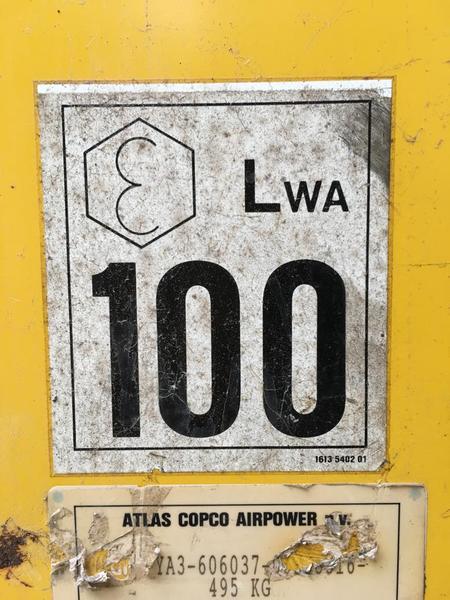 ε
LWA
100
1613 5402 01
ATLAS COPCO AIRPOWER n.v.
YA3-606037-
495 KG